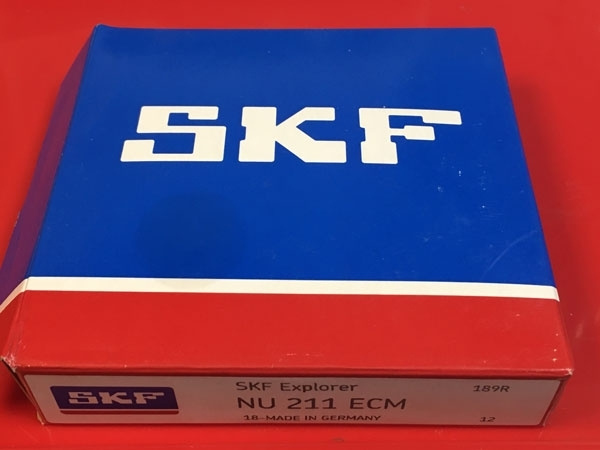 SKF
SKF
SKF Explorer
189R
NU 211 ECM
18-MADE IN GERMANY
12